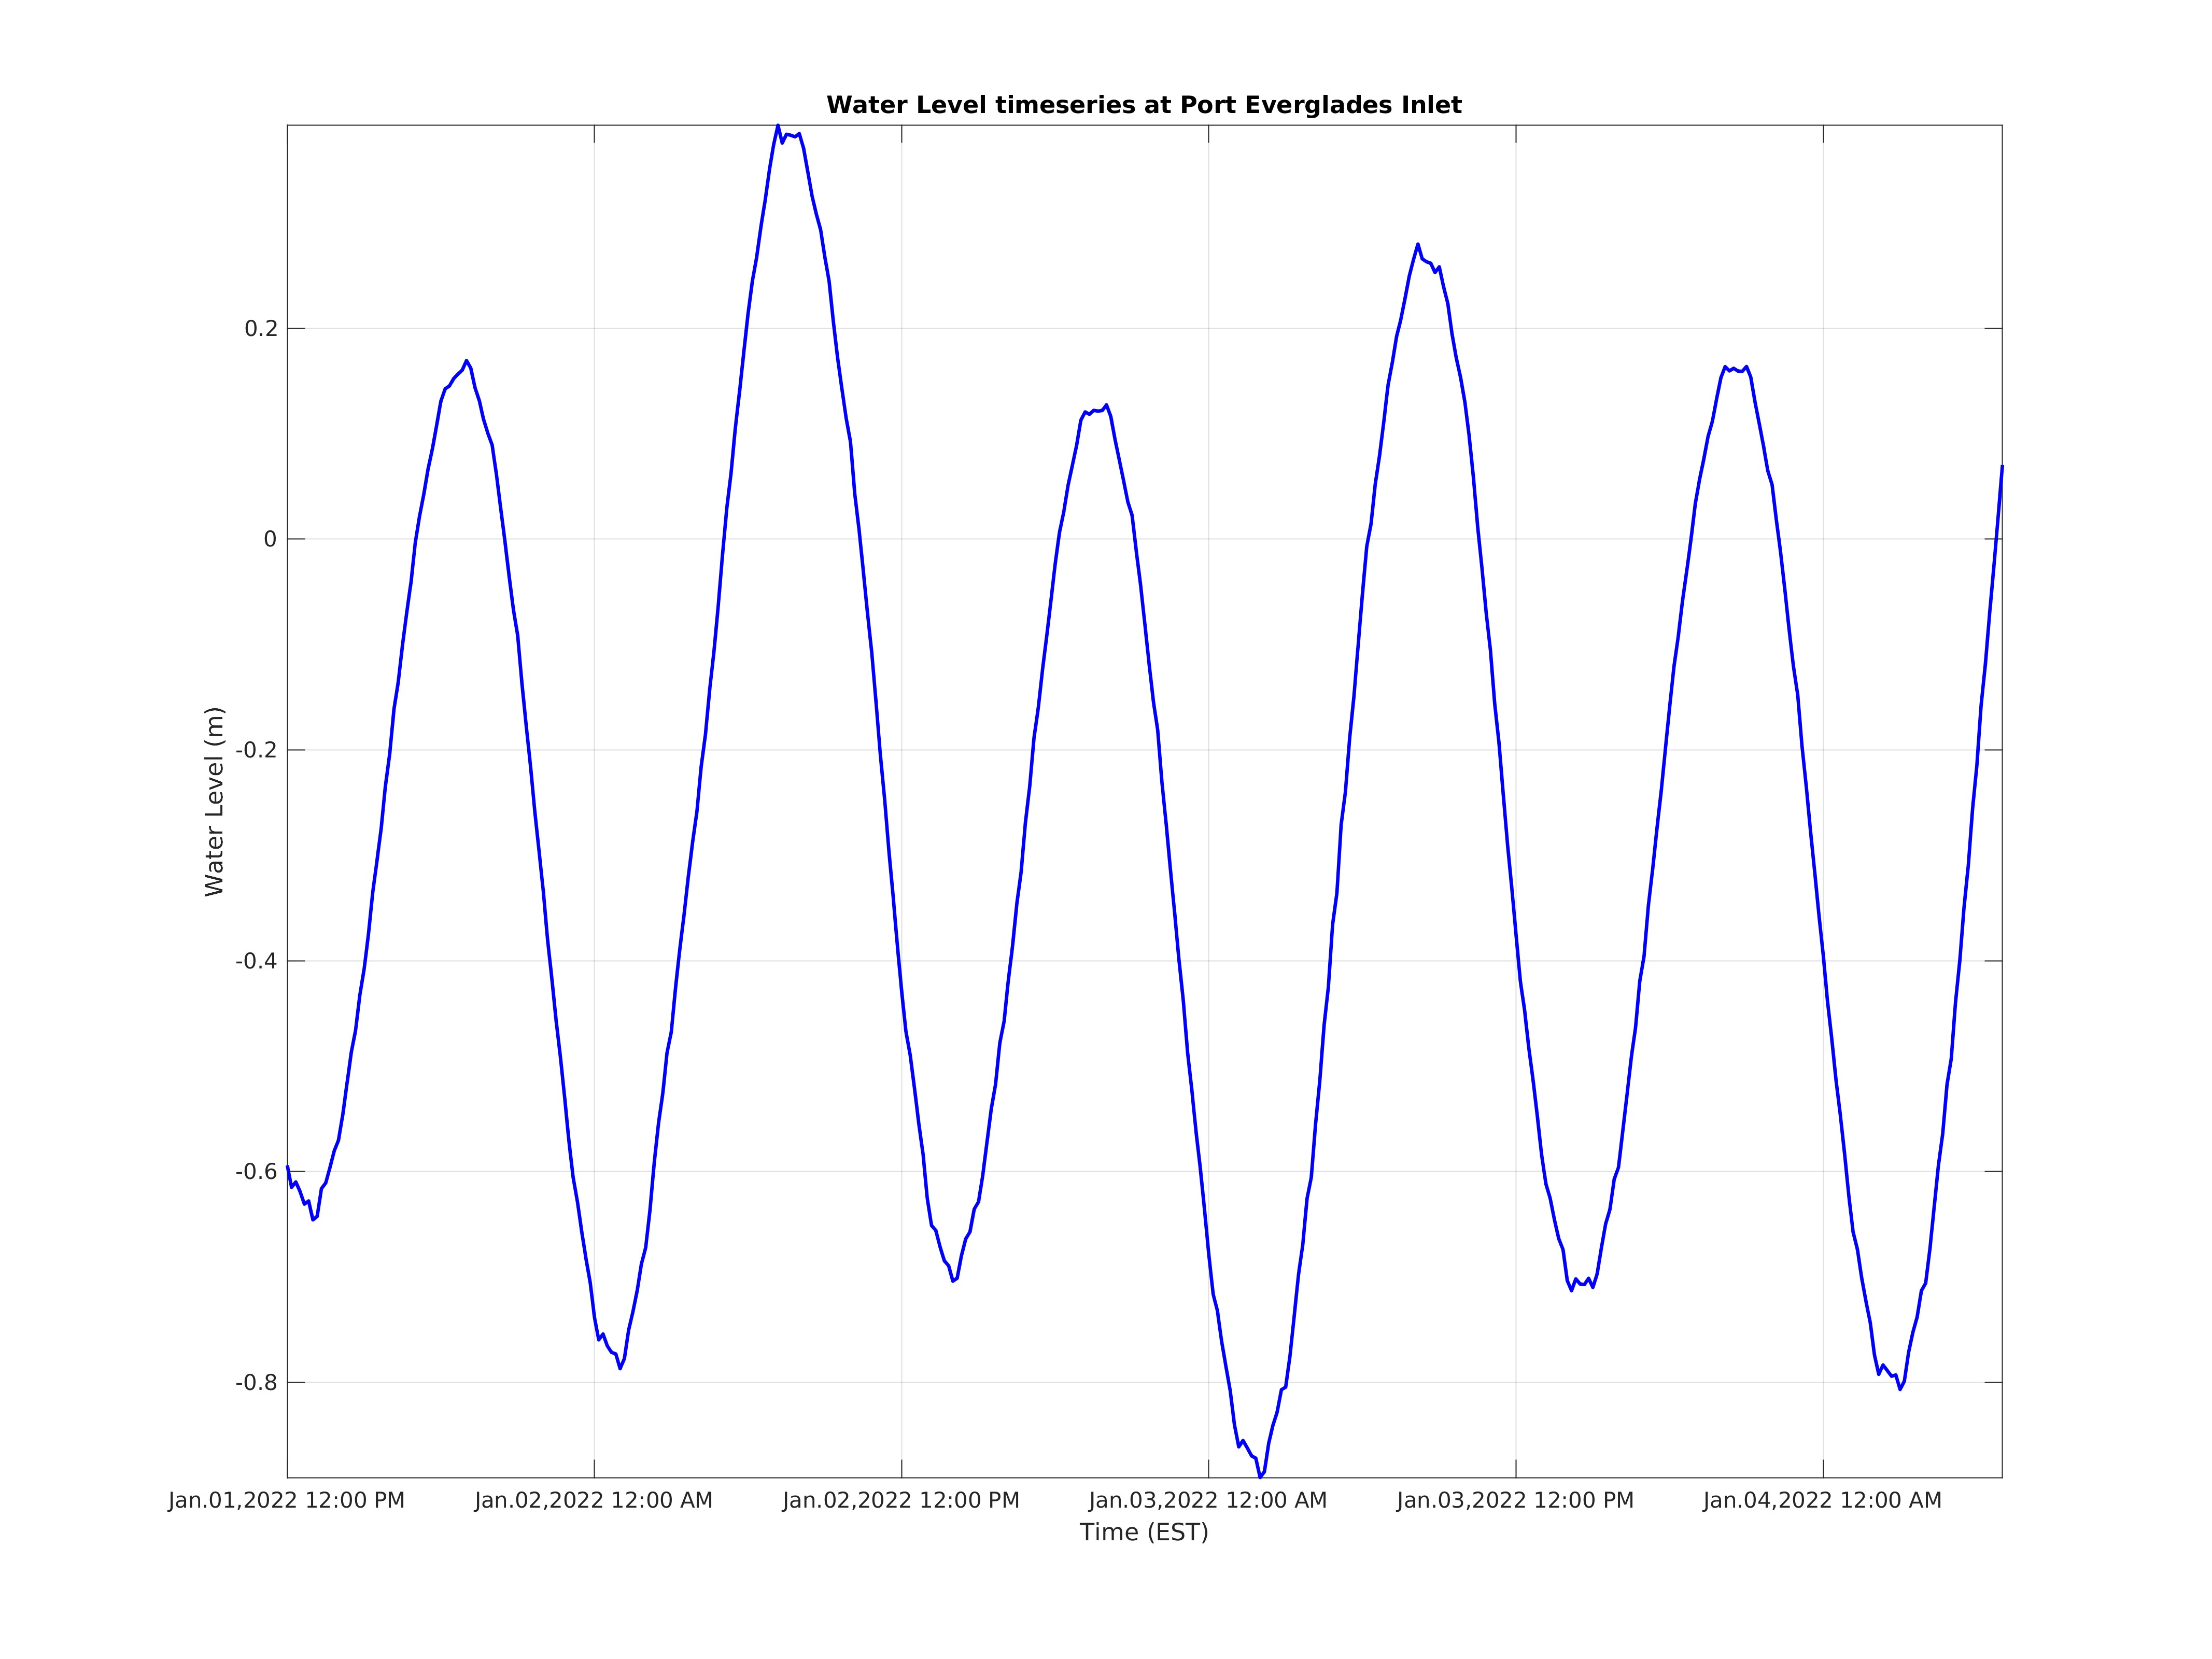 Water Level timeseries at Port Everglades Inlet
0.2
0
-0.2
-0.4
-0.6
-0.8
Water Level (m)
Jan.01,2022 12:00 PM
Jan.02,2022 12:00 AM
Jan.02,2022 12:00 PM
Jan.03,2022 12:00 AM
Jan.03,2022 12:00 PM
Jan.04,2022 12:00 AM
Time (EST)